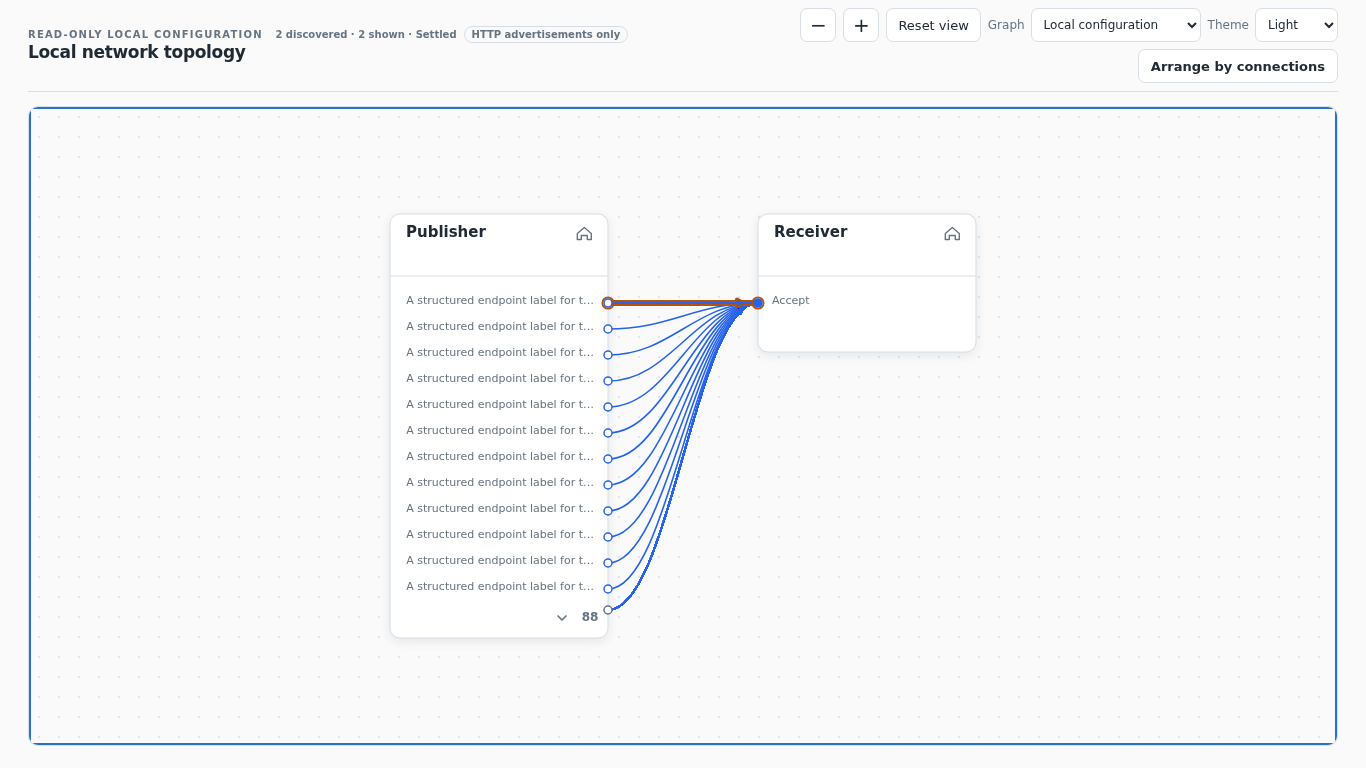 READ-ONLY LOCAL CONFIGURATION 2 discovered · 2 shown · Settled HTTP advertisements only
Local network topology
− + Reset view Graph Local configuration Theme Light
Arrange by connections
Publisher
A structured endpoint label for t…
A structured endpoint label for t…
A structured endpoint label for t…
A structured endpoint label for t…
A structured endpoint label for t…
A structured endpoint label for t…
A structured endpoint label for t…
A structured endpoint label for t…
A structured endpoint label for t…
A structured endpoint label for t…
A structured endpoint label for t…
A structured endpoint label for t…
88
Receiver
Accept